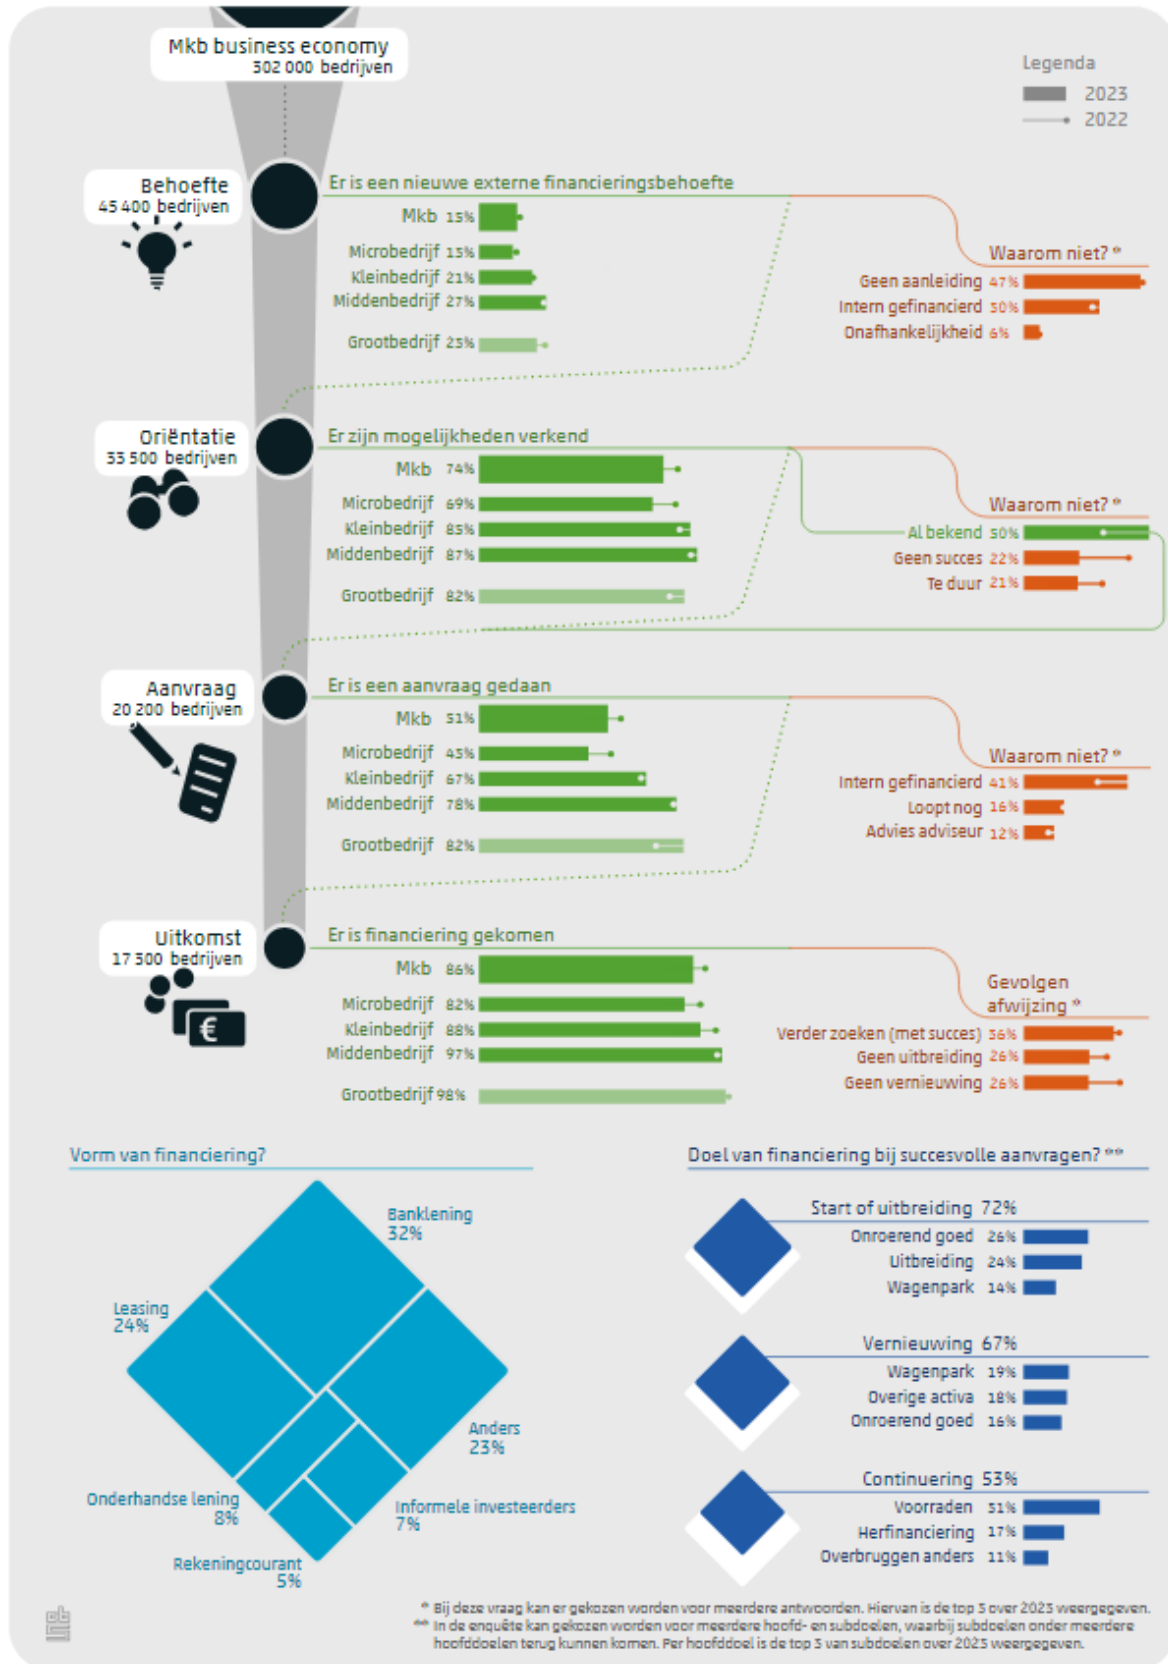 Mkb business economy
302 000 bedrijven
Legenda
2023
2022
Behoefte
45 400 bedrijven
Er is een nieuwe externe financieringsbehoefte
Mkb 15%
Microbedrijf 13%
Kleinbedrijf 21%
Middenbedrijf 27%
Grootbedrijf 23%
Waarom niet? *
Geen aanleiding 47%
Intern gefinancierd 30%
Onafhankelijkheid 6%
Oriëntatie
33 500 bedrijven
Er zijn mogelijkheden verkend
Mkb 74%
Microbedrijf 69%
Kleinbedrijf 85%
Middenbedrijf 87%
Grootbedrijf 82%
Waarom niet? *
Al bekend 50%
Geen succes 22%
Te duur 21%
Aanvraag
20 200 bedrijven
Er is een aanvraag gedaan
Mkb 51%
Microbedrijf 43%
Kleinbedrijf 67%
Middenbedrijf 78%
Grootbedrijf 82%
Waarom niet? *
Intern gefinancierd 41%
Loopt nog 16%
Advies adviseur 12%
Uitkomst
17 300 bedrijven
€
Er is financiering gekomen
Mkb 86%
Microbedrijf 82%
Kleinbedrijf 88%
Middenbedrijf 97%
Grootbedrijf 98%
Gevolgen
afwijzing *
Verder zoeken (met succes) 36%
Geen uitbreiding 26%
Geen vernieuwing 26%
Vorm van financiering?
Banklening
32%
Leasing
24%
Anders
23%
Onderhandse lening
8%
Informele investeerders
7%
Rekeningcourant
5%
Doel van financiering bij succesvolle aanvragen? **
Start of uitbreiding 72%
Onroerend goed 26%
Uitbreiding 24%
Wagenpark 14%
Vernieuwing 67%
Wagenpark 19%
Overige activa 18%
Onroerend goed 16%
Continuering 53%
Voorraden 31%
Herfinanciering 17%
Overbruggen anders 11%
* Bij deze vraag kan er gekozen worden voor meerdere antwoorden. Hiervan is de top 3 over 2023 weergegeven.
** In de enquête kan gekozen worden voor meerdere hoofd- en subdoelen, waarbij subdoelen onder meerdere
hoofddoelen terug kunnen komen. Per hoofddoel is de top 3 van subdoelen over 2023 weergegeven.
cbs